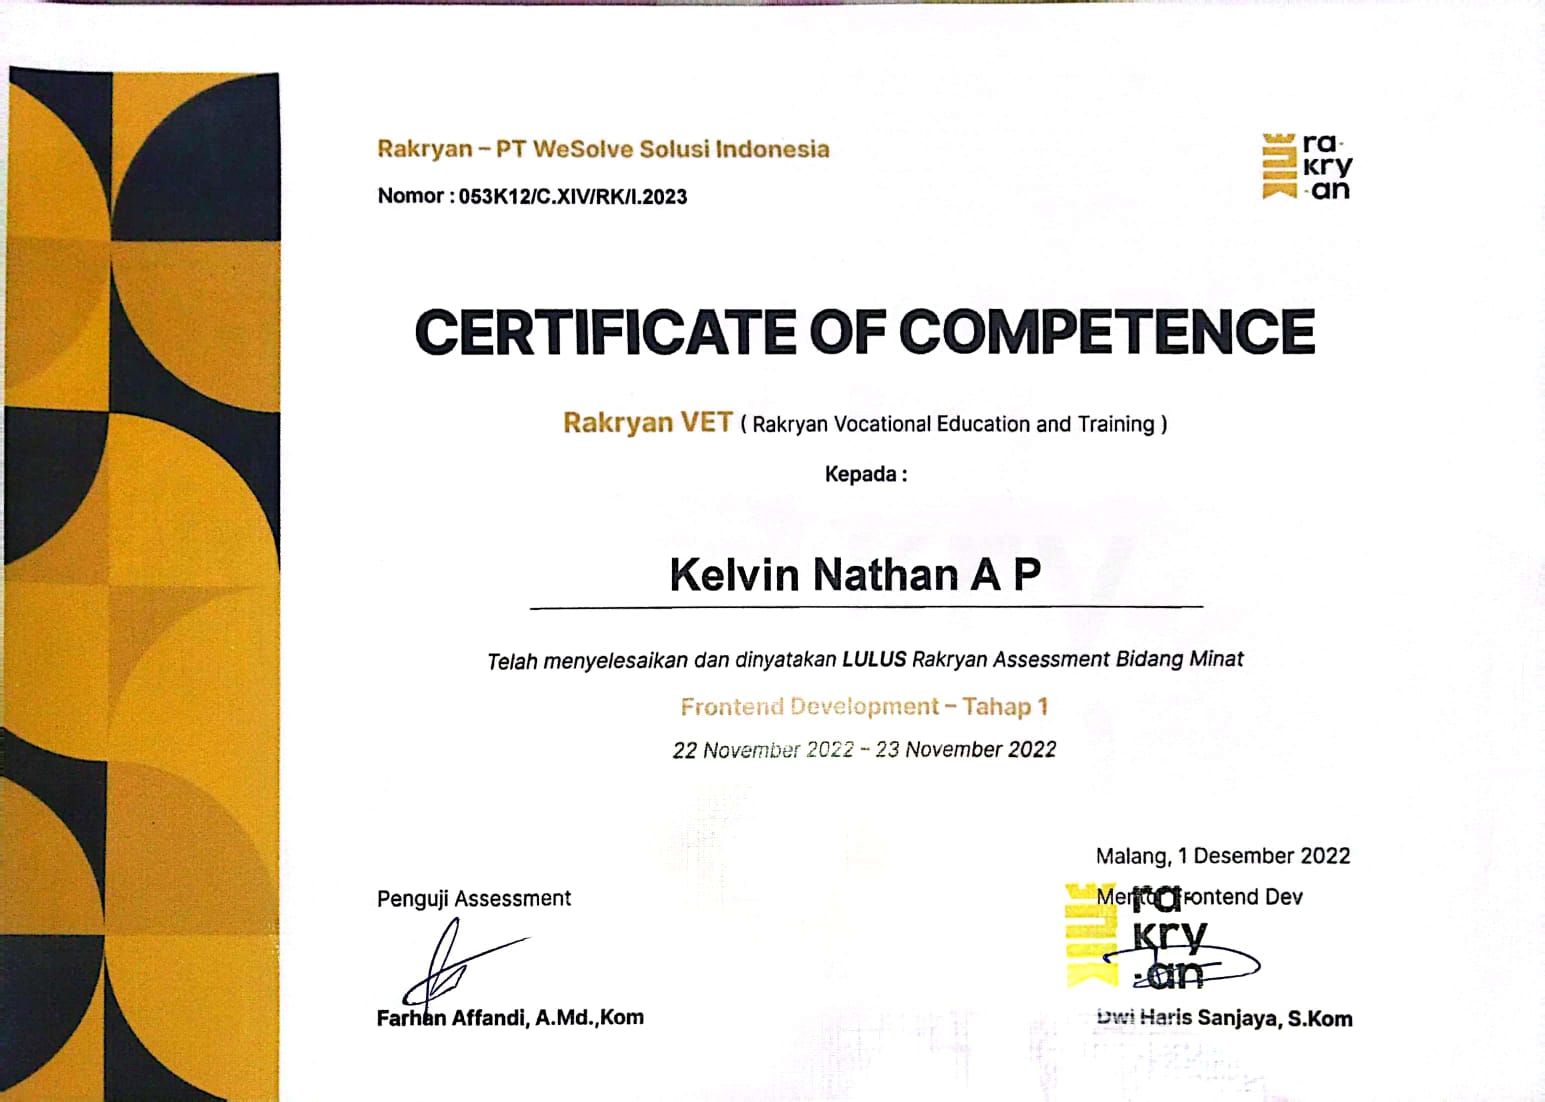 Rakryan – PT WeSolve Solusi Indonesia
Nomor : 053K12/C.XIV/RK/I.2023
ra-
kry
-an
CERTIFICATE OF COMPETENCE
Rakryan VET ( Rakryan Vocational Education and Training )
Kepada :
Kelvin Nathan A P
Telah menyelesaikan dan dinyatakan LULUS Rakryan Assessment Bidang Minat
Frontend Development – Tahap 1
22 November 2022 – 23 November 2022
Malang, 1 Desember 2022
Penguji Assessment
Mentor Frontend Dev
ra-
kry
-an
Farhan Affandi, A.Md.,Kom
Dwi Haris Sanjaya, S.Kom